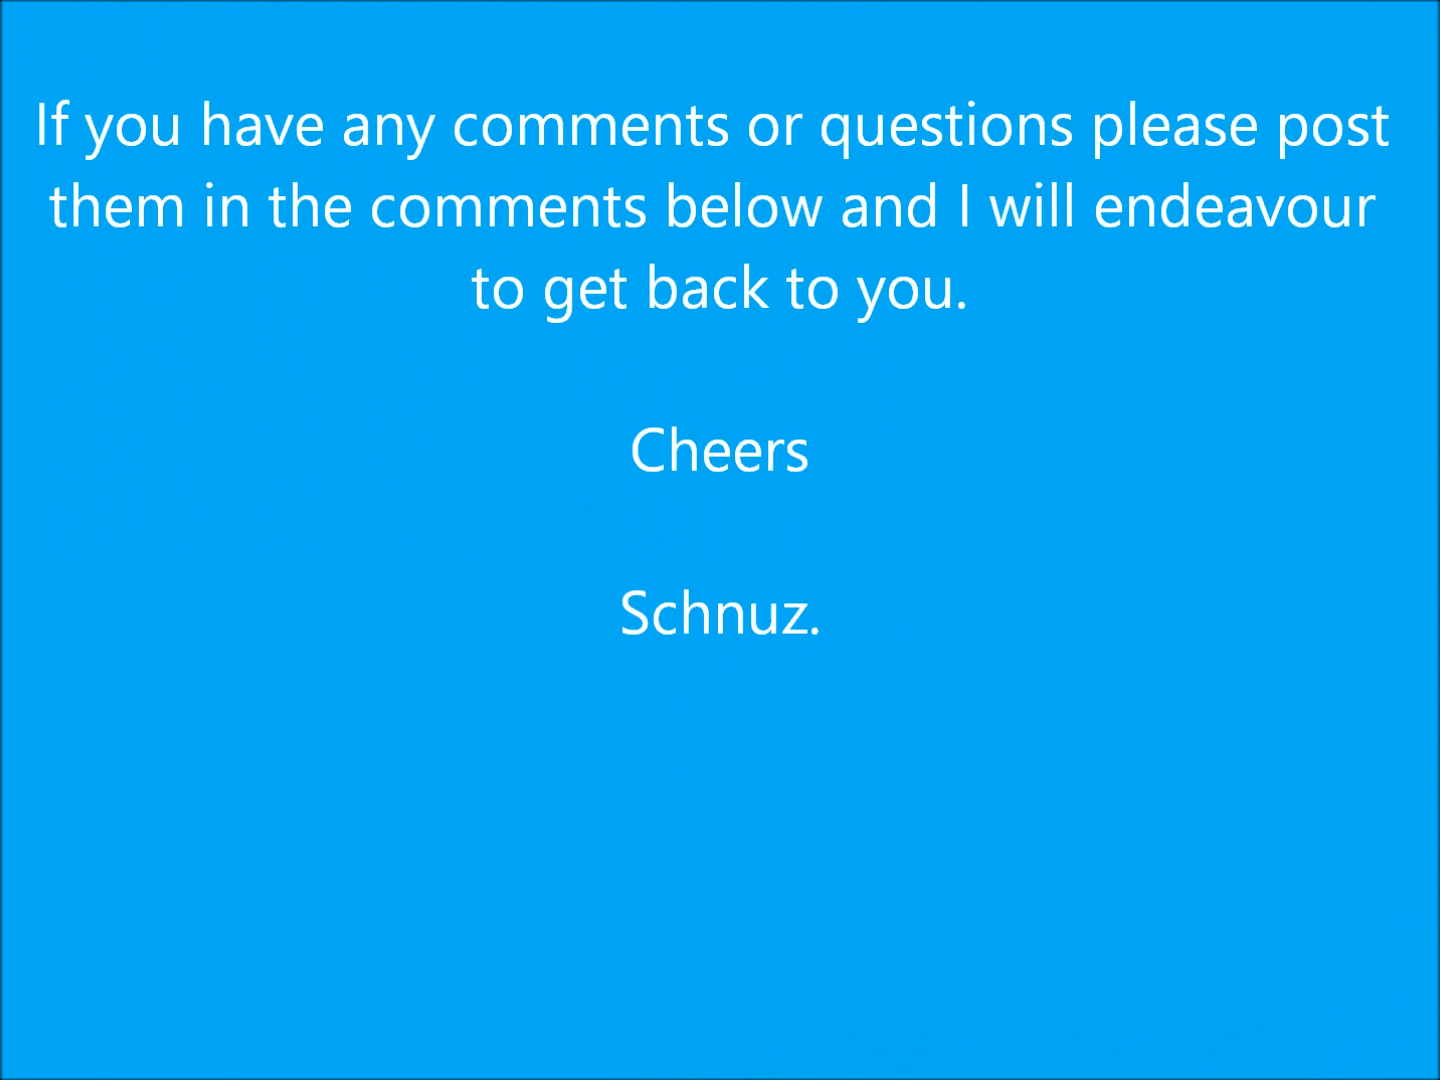 If you have any comments or questions please post
them in the comments below and I will endeavour
to get back to you.
Cheers
Schnuz.